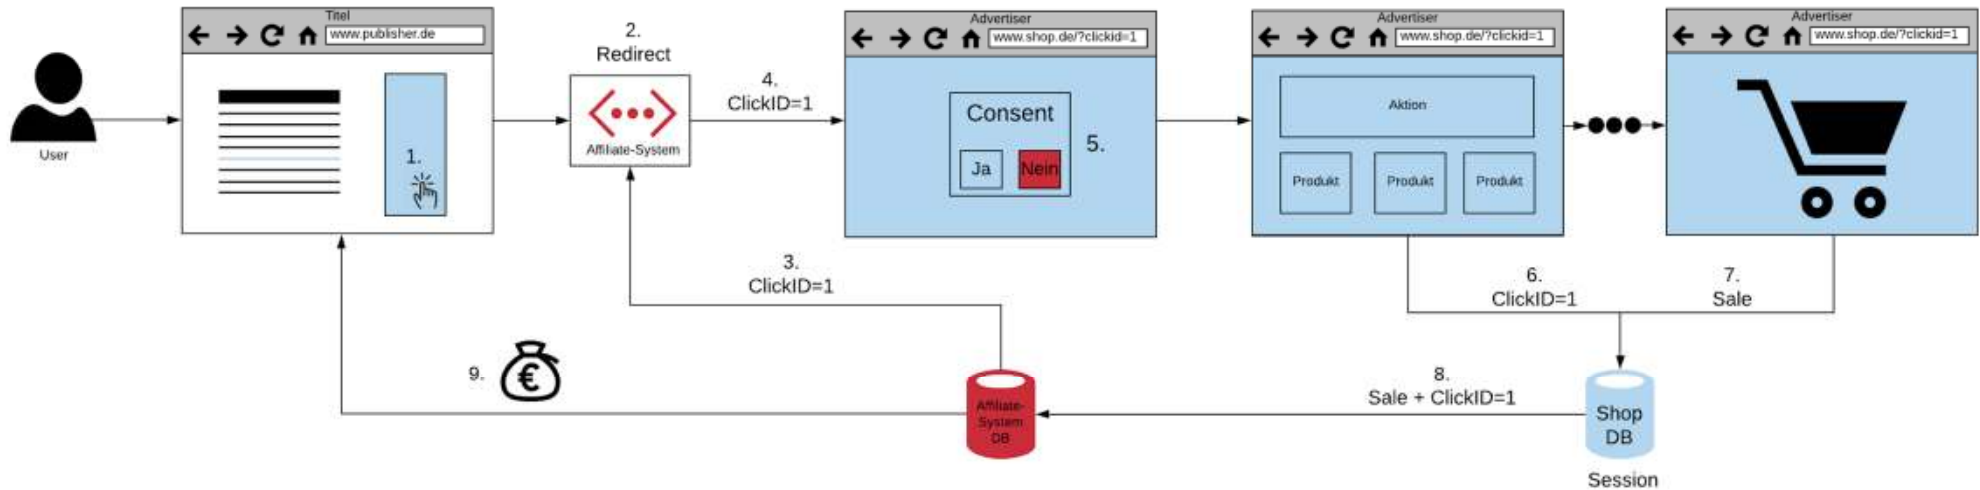 User
Titel
www.publisher.de
1.
2.
Redirect
Affiliate-System
4.
ClickID=1
Advertiser
www.shop.de/?clickid=1
Consent
Ja
Nein
5.
Advertiser
www.shop.de/?clickid=1
Aktion
Produkt
Produkt
Produkt
Advertiser
www.shop.de/?clickid=1
3.
ClickID=1
6.
ClickID=1
7.
Sale
8.
Sale + ClickID=1
9.
€
Affiliate-
System
DB
Shop
DB
Session